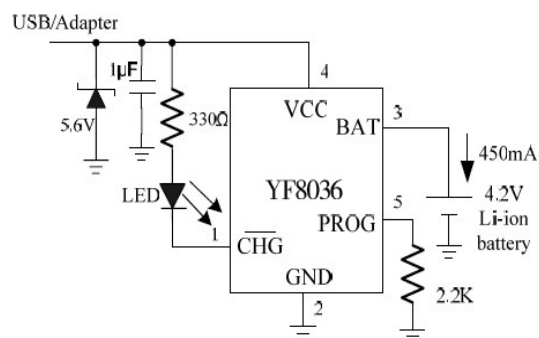 USB/Adapter
1μF
4
5.6V
330Ω
VCC
3
BAT
450mA
LED
YF8036
4.2V
5
PROG
Li-ion
1
CHG
battery
GND
2
2.2K